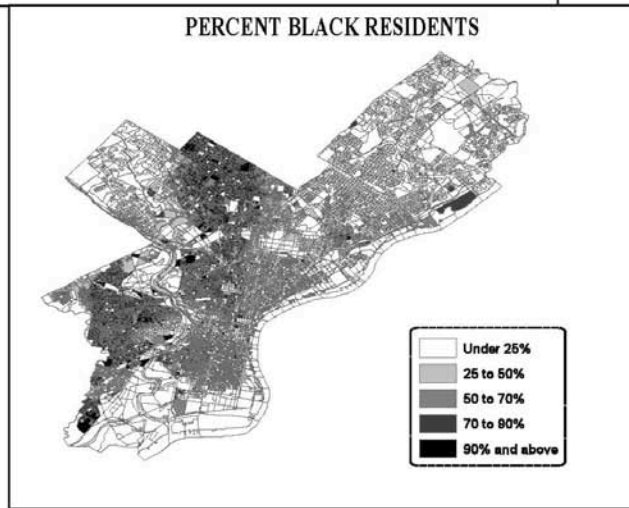 PERCENT BLACK RESIDENTS
Under 25%
25 to 50%
50 to 70%
70 to 90%
90% and above